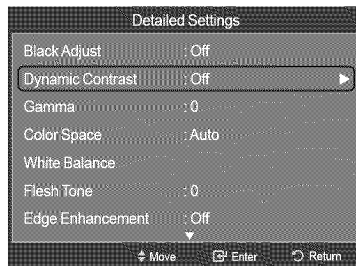 Detailed Settings
Black Adjust : Off
Dynamic Contrast : Off
Gamma : 0
Color Space : Auto
White Balance
Flesh Tone : 0
Edge Enhancement : Off
Move Enter Return